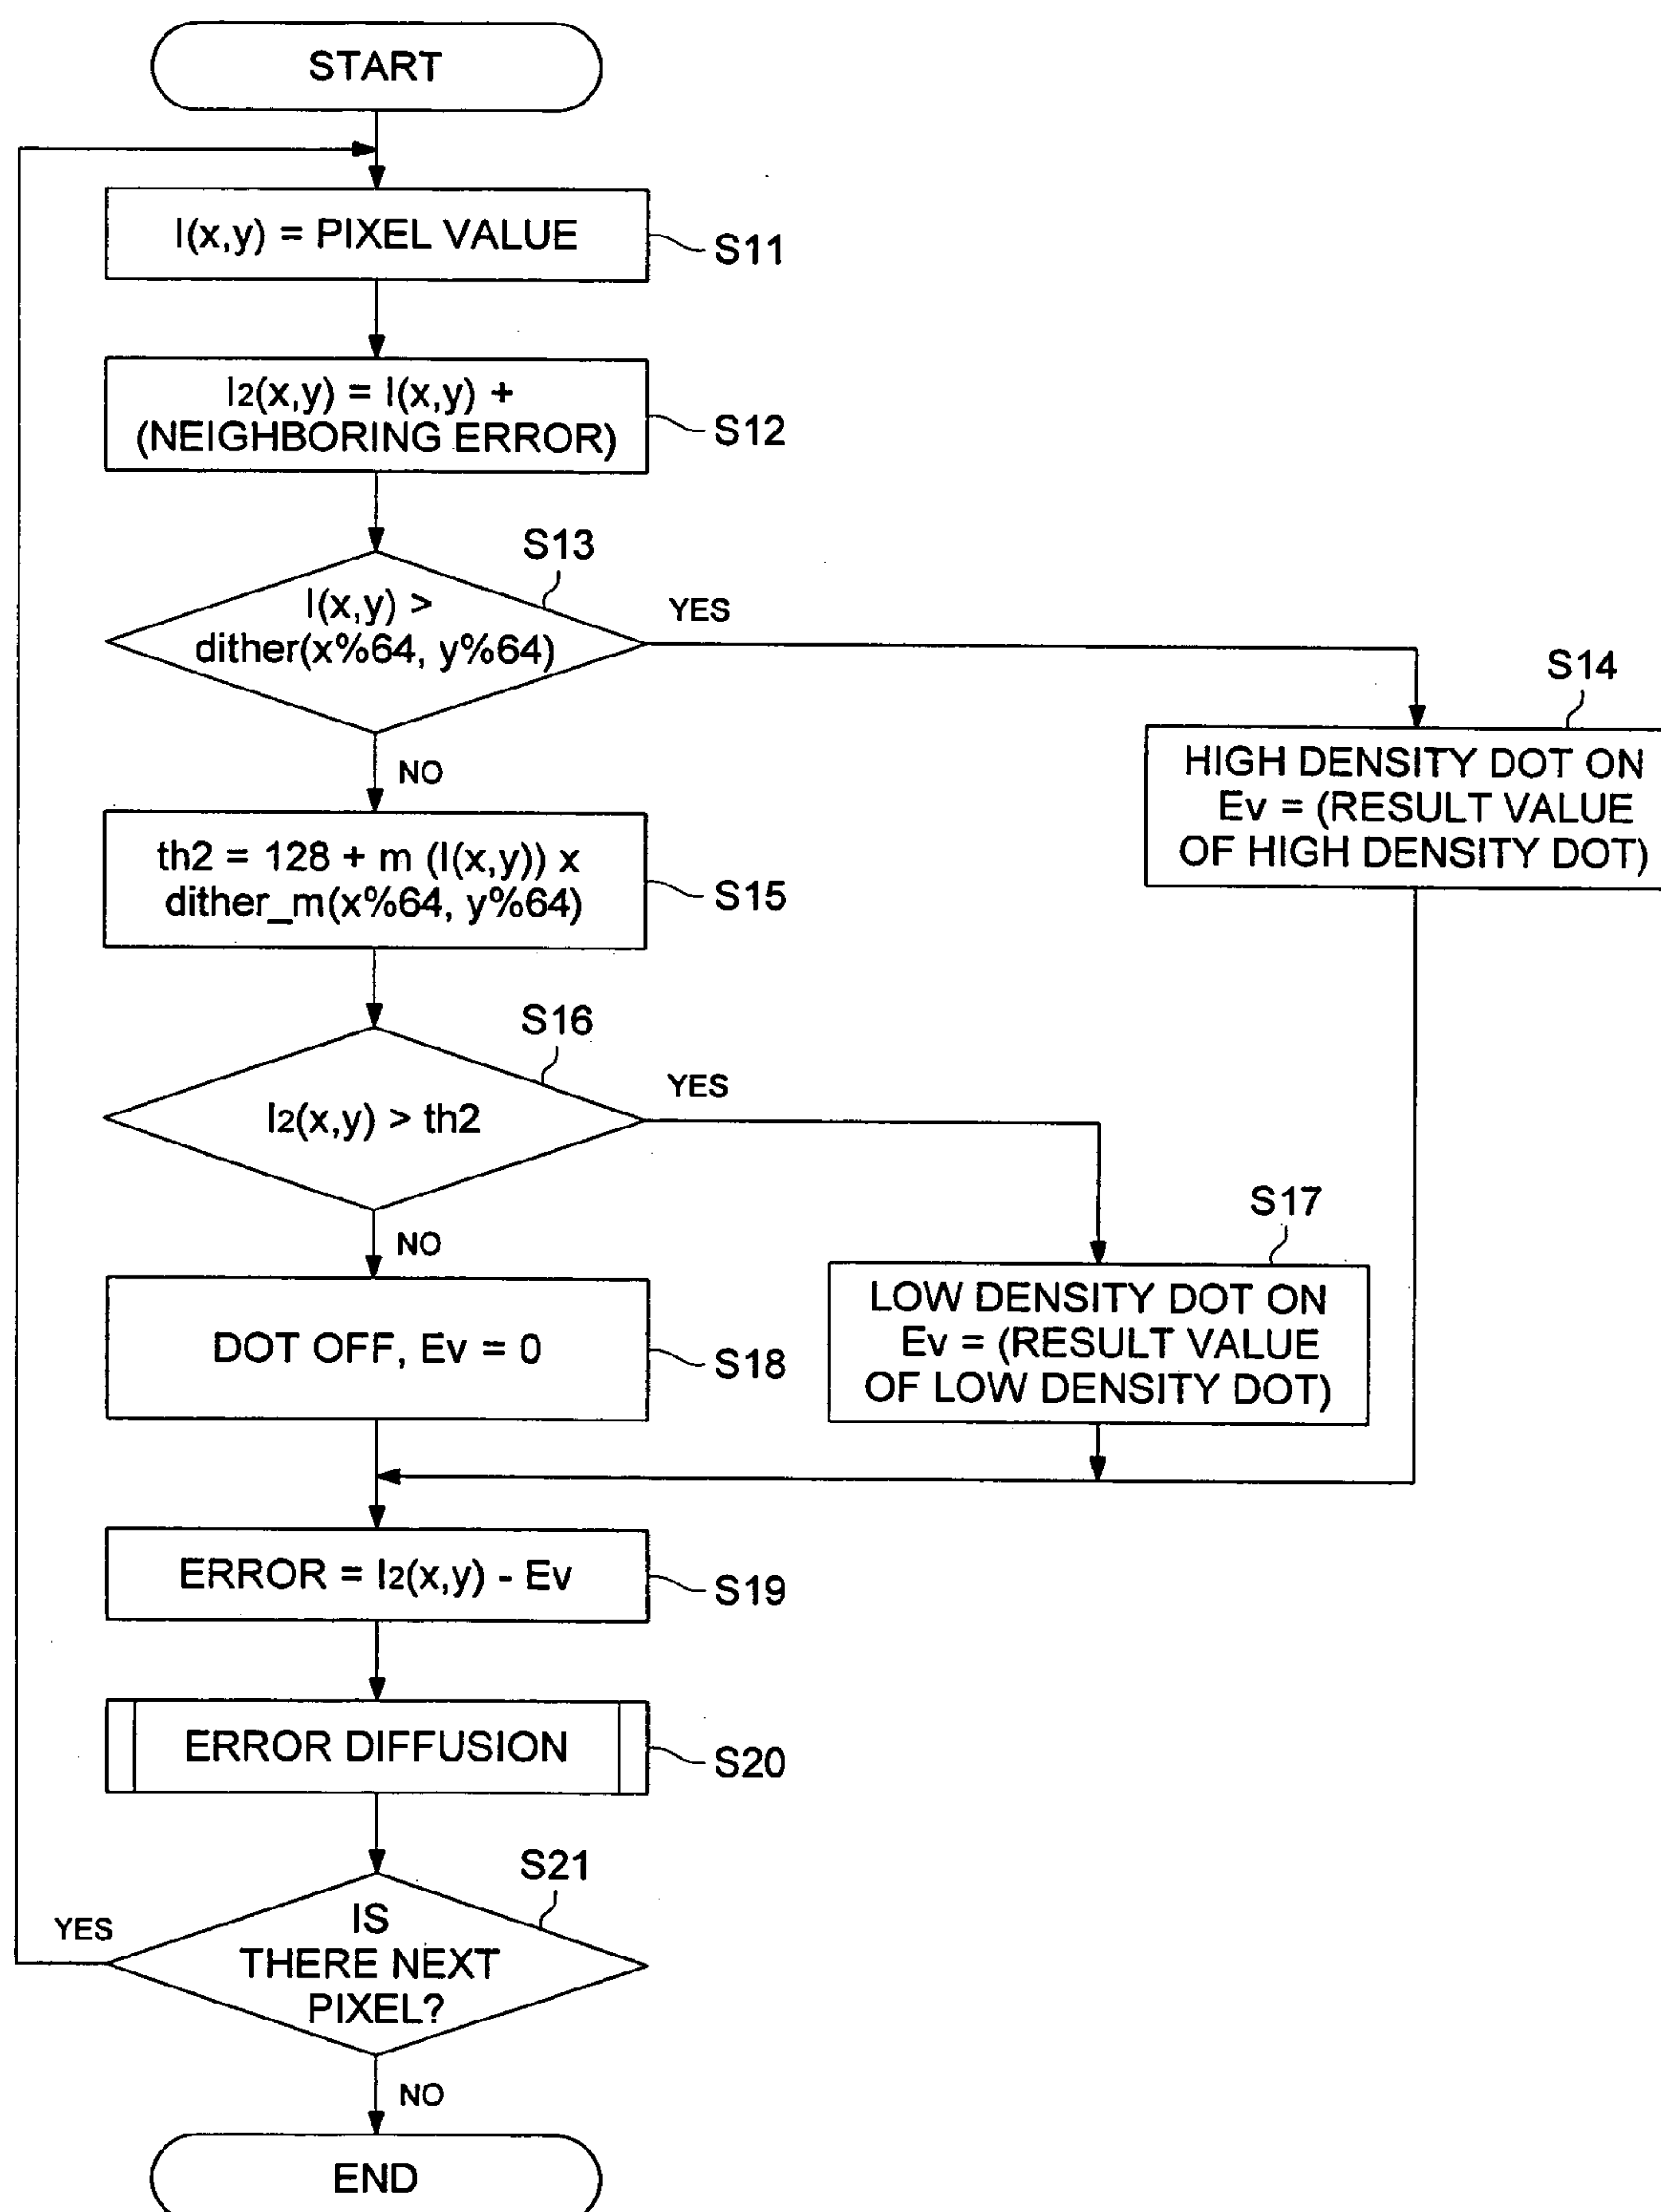 START
I(x,y) = PIXEL VALUE
S11
I2(x,y) = I(x,y) +
(NEIGHBORING ERROR)
S12
S13
I(x,y) >
dither(x%64, y%64)
YES
NO
S14
HIGH DENSITY DOT ON
Ev = (RESULT VALUE
OF HIGH DENSITY DOT)
th2 = 128 + m (I(x,y)) x
dither_m(x%64, y%64)
S15
S16
I2(x,y) > th2
YES
NO
S17
LOW DENSITY DOT ON
Ev = (RESULT VALUE
OF LOW DENSITY DOT)
DOT OFF, Ev = 0
S18
ERROR = I2(x,y) - Ev
S19
ERROR DIFFUSION
S20
S21
IS
THERE NEXT
PIXEL?
YES
NO
END